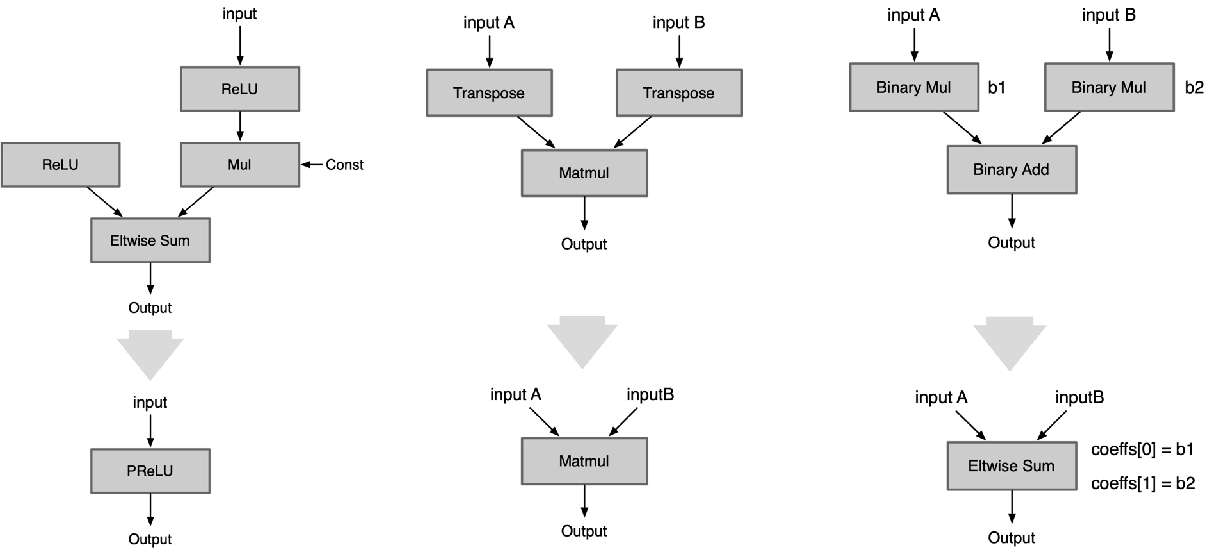 input
ReLU
ReLU
Mul
Const
Eltwise Sum
Output
input
PReLU
Output
input A
input B
Transpose
Transpose
Matmul
Output
input A
inputB
Matmul
Output
input A
input B
Binary Mul
b1
Binary Mul
b2
Binary Add
Output
input A
inputB
Eltwise Sum
coeffs[0] = b1
coeffs[1] = b2
Output